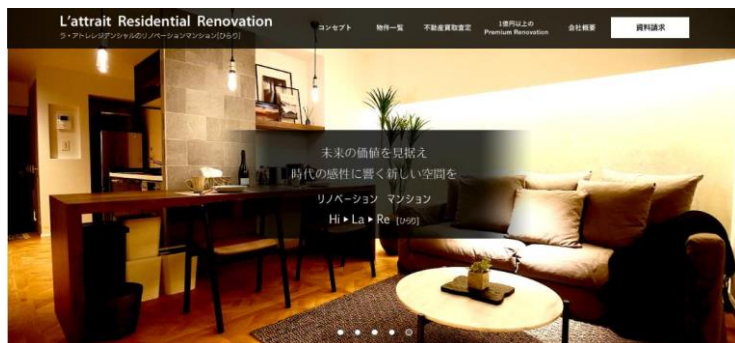 L'attrait Residential Renovation
ラ・アトレレジデンシャルのリノベーションマンション[ひらり]
コンセプト
物件一覧
不動産買取査定
1億円以上の
Premium Renovation
会社概要
資料請求
未来の価値を見据え
時代の感性に響く新しい空間を
リノベーション マンション
Hi ▸ La ▸ Re [ひらり]